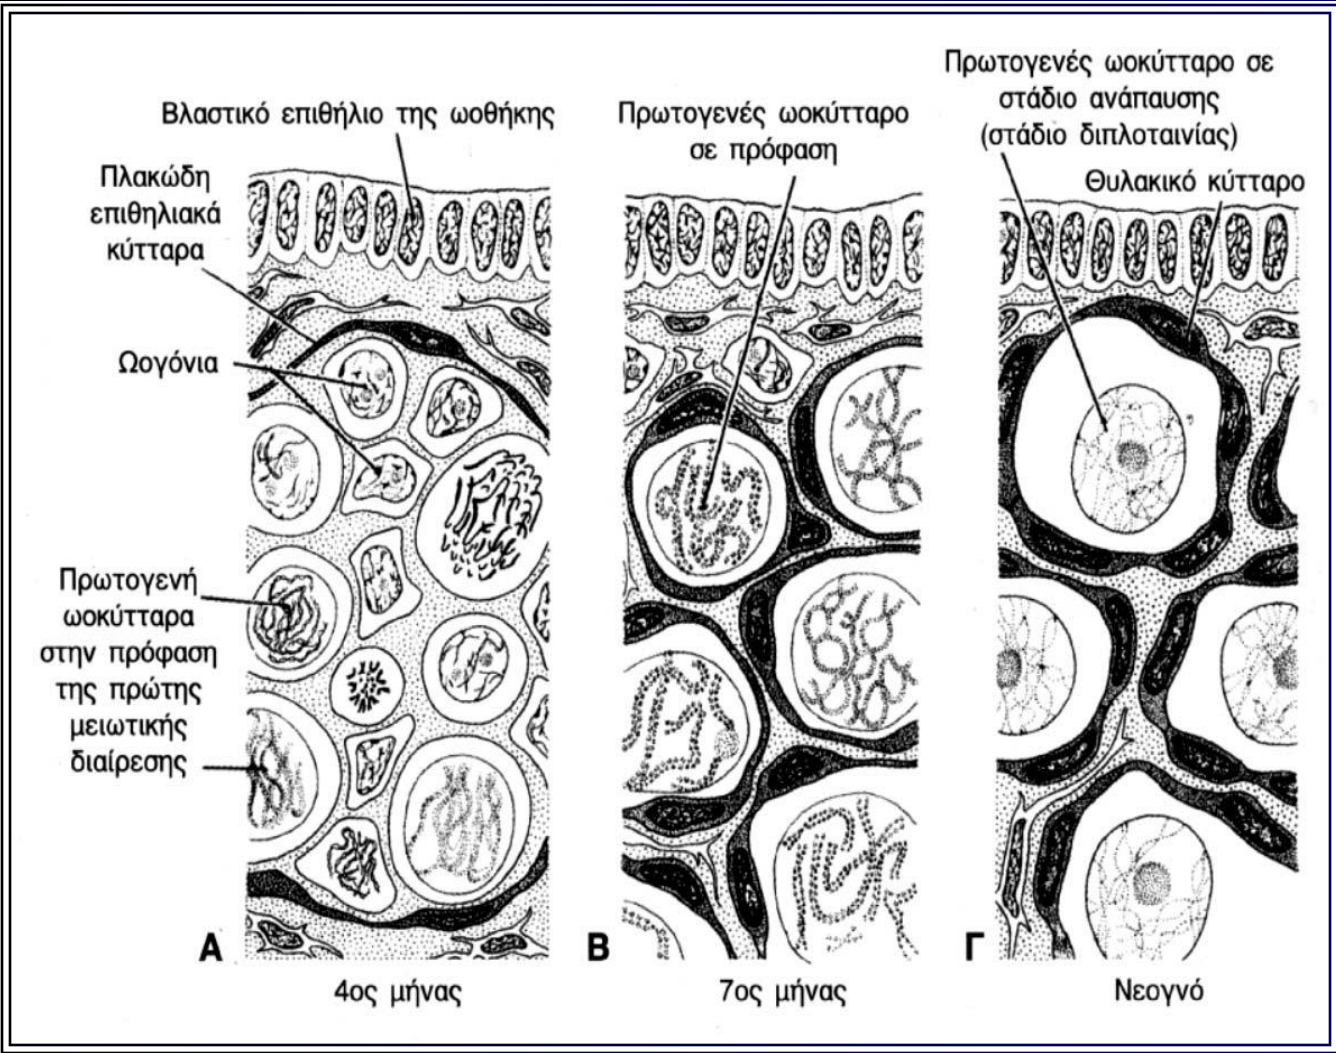 Βλαστικό επιθήλιο της ωοθήκης
Πλακώδη
επιθηλιακά
κύτταρα
Ωογόνια
Πρωτογενή
ωοκύτταρα
στην πρόφαση
της πρώτης
μειωτικής
διαίρεσης
Α
4ος μήνας
Πρωτογενές ωοκύτταρο
σε πρόφαση
Β
7ος μήνας
Πρωτογενές ωοκύτταρο σε
στάδιο ανάπαυσης
(στάδιο διπλοταινίας)
Θυλακικό κύτταρο
Γ
Νεογνό